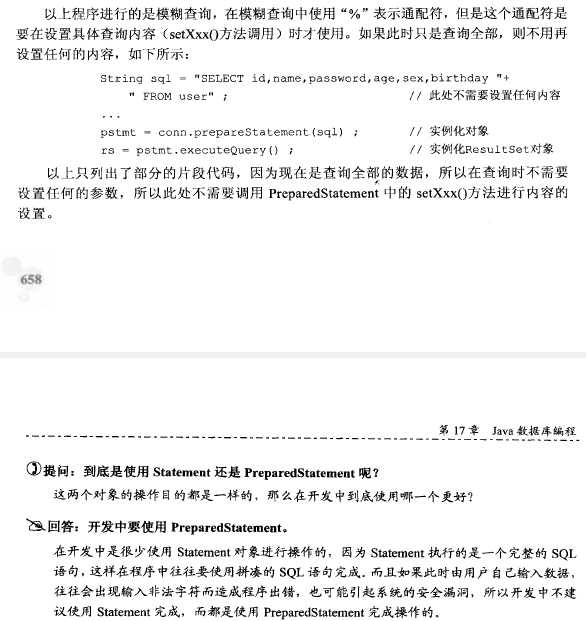 以上程序进行的是模糊查询，在模糊查询中使用“%”表示通配符，但是这个通配符是
要在设置具体查询内容（setXxx()方法调用）时才使用。如果此时只是查询全部，则不用再
设置任何的内容，如下所示：
String sql = "SELECT id,name,password,age,sex,birthday "+
" FROM user" ; // 此处不需要设置任何内容
...
pstmt = conn.prepareStatement(sql) ; // 实例化对象
rs = pstmt.executeQuery() ; // 实例化ResultSet对象
以上只列出了部分的片段代码，因为现在是查询全部的数据，所以在查询时不需要
设置任何的参数，所以此处不需要调用 PreparedStatement 中的 setXxx()方法进行内容的
设置。
658
第 17 章 Java 数据库编程
提问：到底是使用 Statement 还是 PreparedStatement 呢？
这两个对象的操作目的都是一样的，那么在开发中到底使用哪一个更好？
回答：开发中要使用 PreparedStatement。
在开发中是很少使用 Statement 对象进行操作的，因为 Statement 执行的是一个完整的 SQL
语句，这样在程序中往往要使用拼凑的 SQL 语句完成。而且如果此时由用户自己输入数据，
往往会出现输入非法字符而造成程序出错，也可能引起系统的安全漏洞，所以开发中不建
议使用 Statement 完成，而都是使用 PreparedStatement 完成操作的。